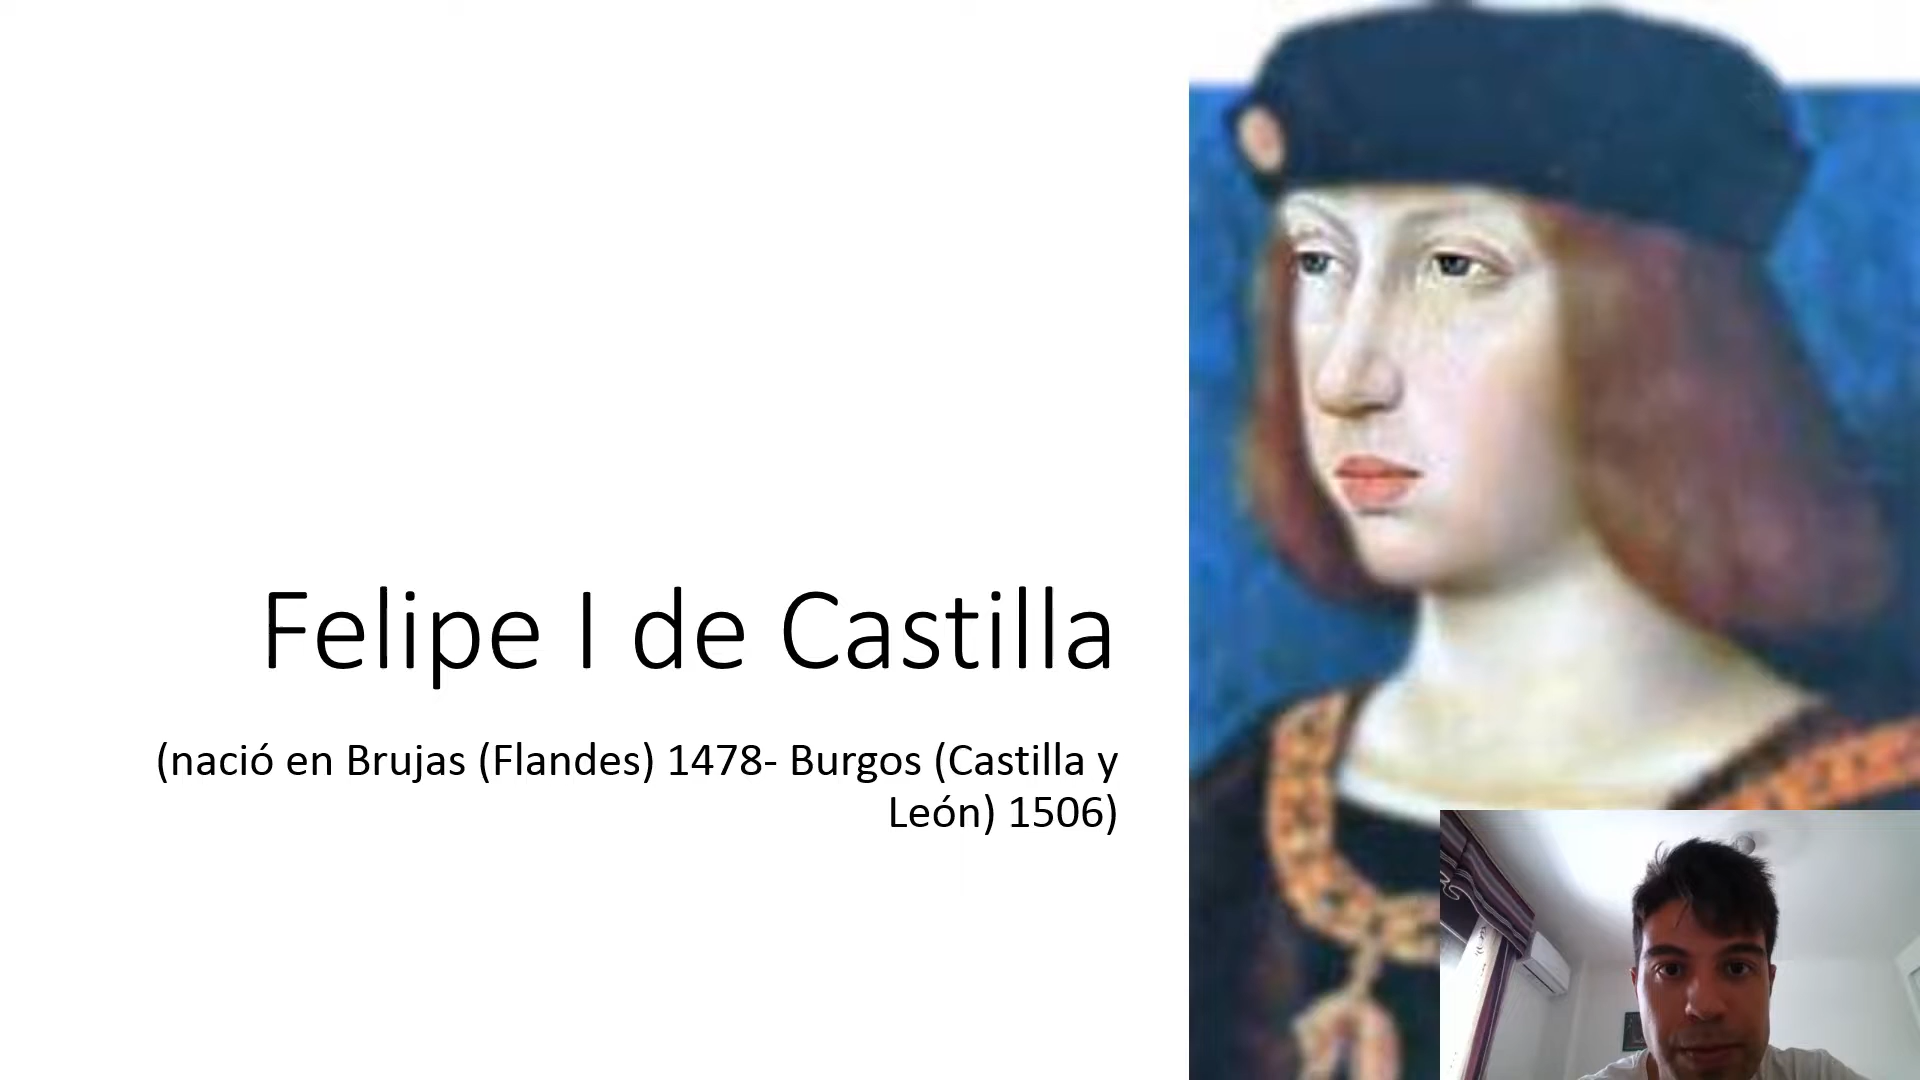 Felipe I de Castilla
(nació en Brujas (Flandes) 1478- Burgos (Castilla y
León) 1506)